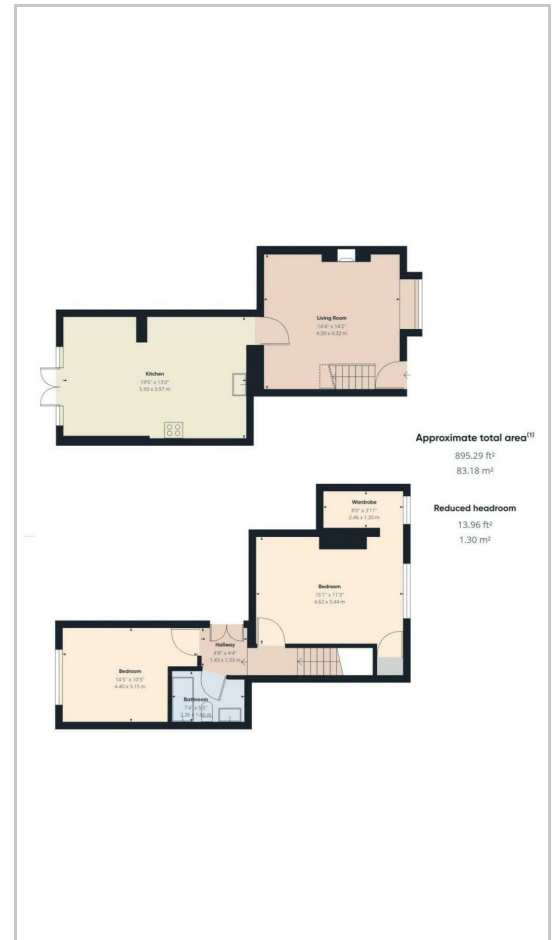 Living Room
14'4" x 14'2"
4.39 x 4.32 m
Kitchen
19'5" x 13'0"
5.93 x 3.97 m
Approximate total area(1)
895.29 ft²
83.18 m²
Reduced headroom
13.96 ft²
1.30 m²
Wardrobe
8'0" x 3'11"
2.46 x 1.20 m
Bedroom
15'1" x 11'3"
4.62 x 3.44 m
Hallway
4'8" x 4'4"
1.43 x 1.33 m
Bedroom
14'5" x 10'3"
4.40 x 3.15 m
Bathroom
7'4" x 5'5"